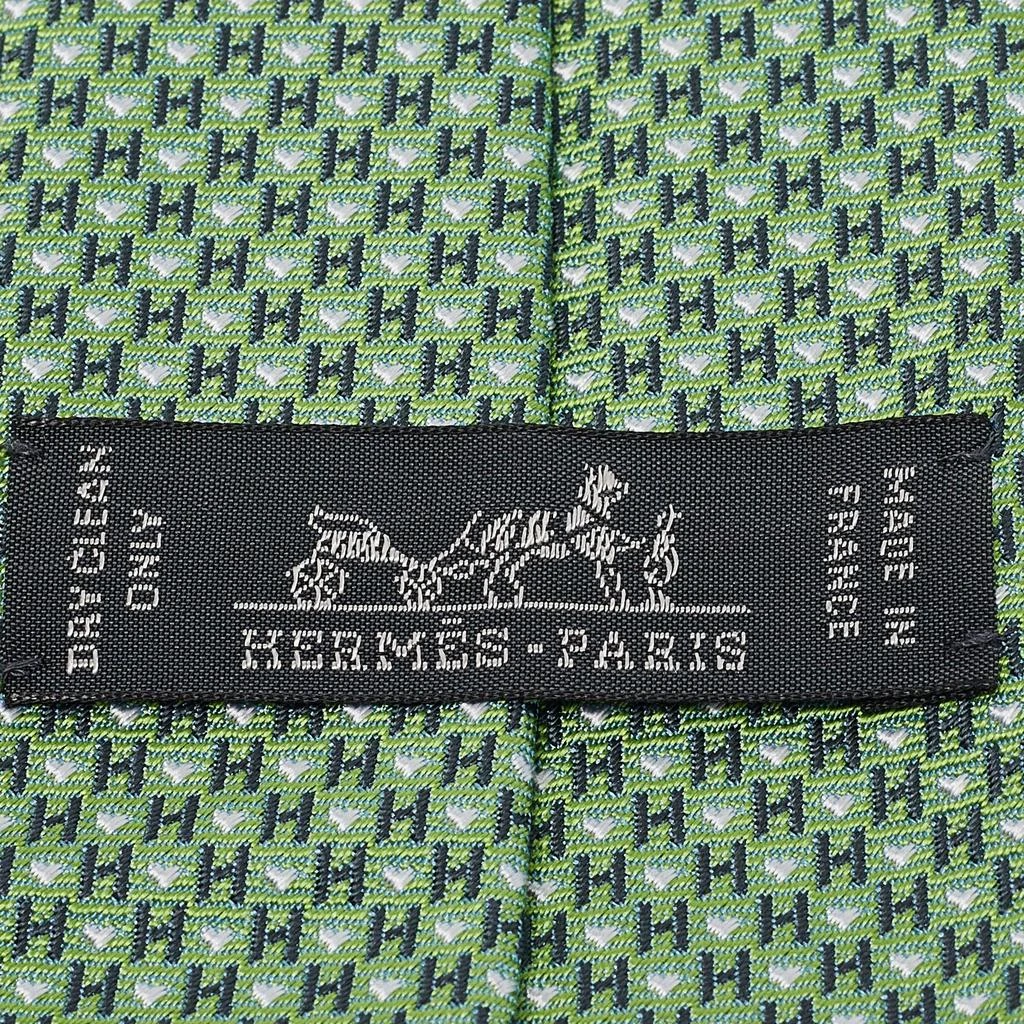 DRY CLEAN
ONLY
HERMÈS-PARIS
MADE IN
FRANCE